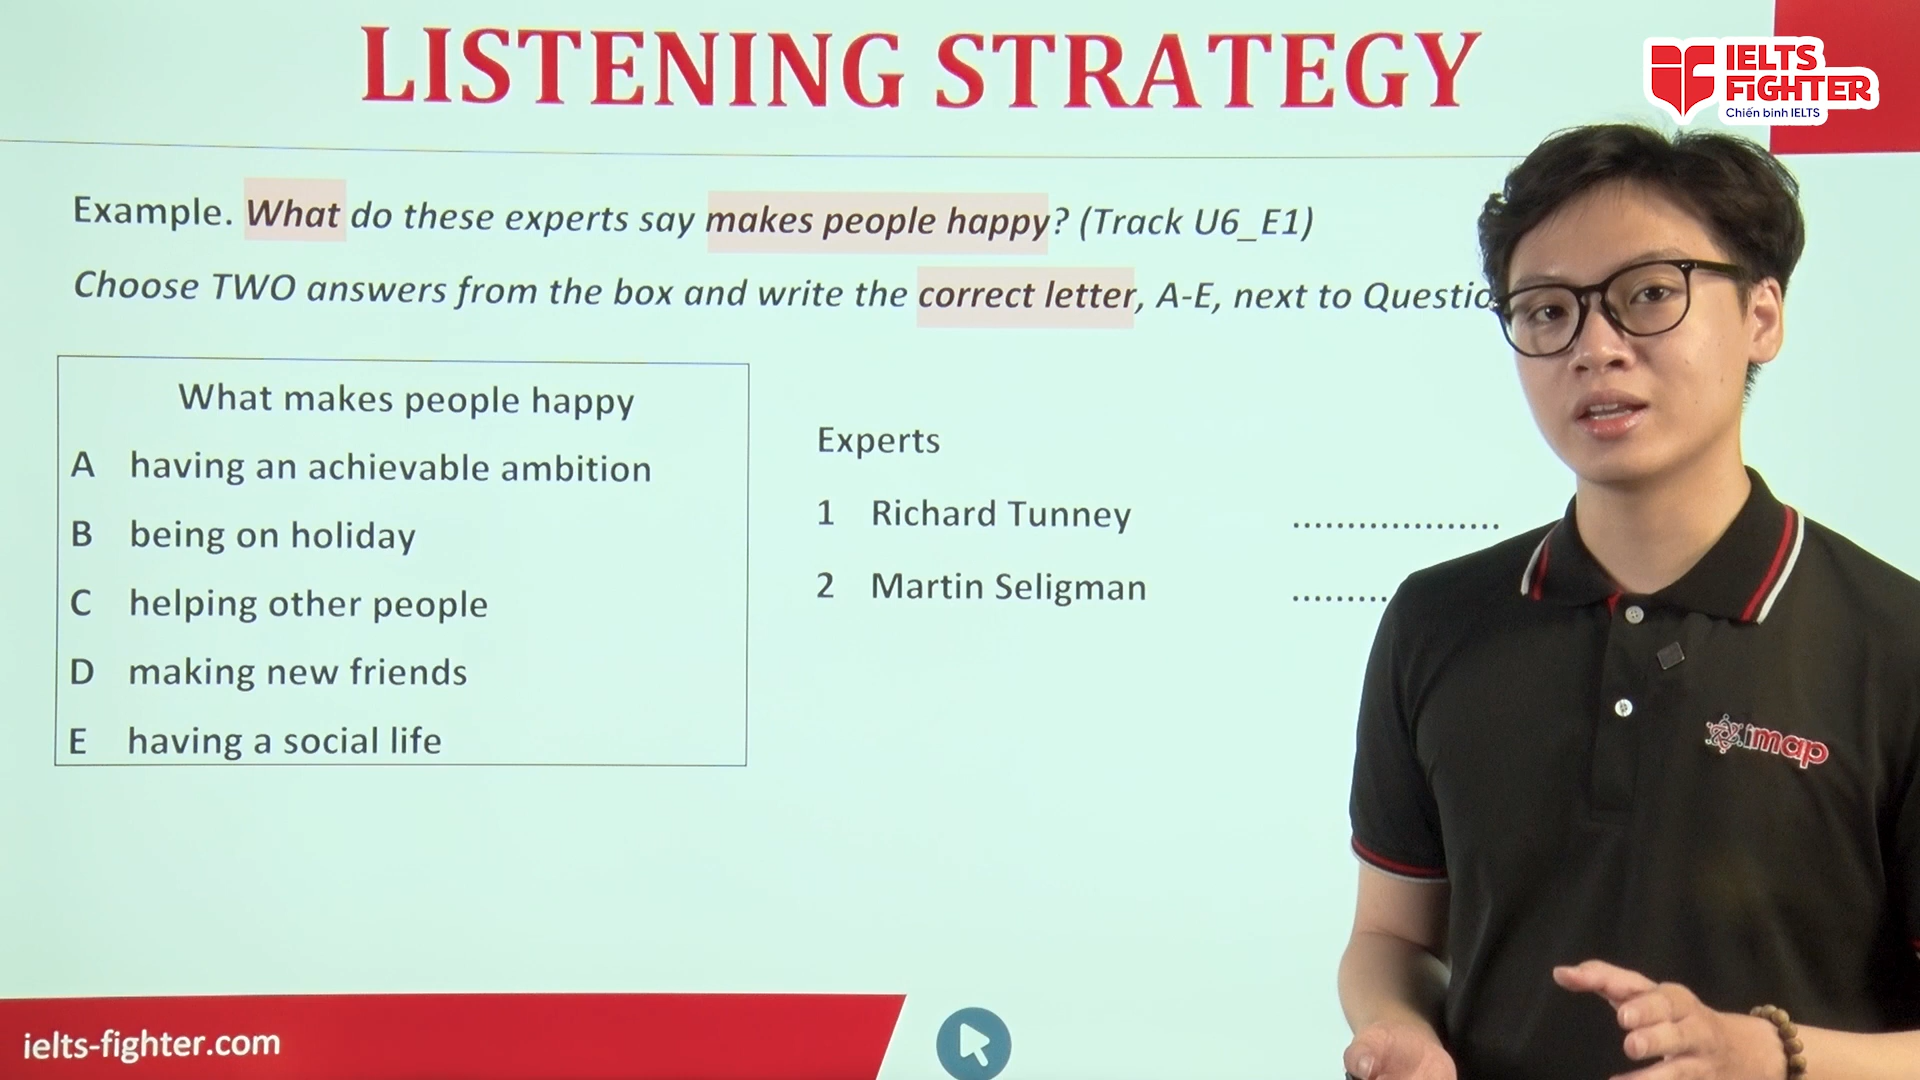 LISTENING STRATEGY
IELTS
FIGHTER
Chiến binh IELTS
Example. What do these experts say makes people happy? (Track U6_E1)
Choose TWO answers from the box and write the correct letter, A-E, next to
What makes people happy
A having an achievable ambition
B being on holiday
C helping other people
D making new friends
E having a social life
Experts
1 Richard Tunney ...................
2 Martin Seligman .........
imap
ielts-fighter.com